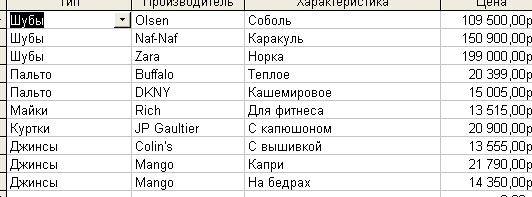 Тип Производитель Характеристика Цена
Шубы Olsen Соболь 109 500,00р
Шубы Naf-Naf Каракуль 150 900,00р
Шубы Zara Норка 199 000,00р
Пальто Buffalo Теплое 20 399,00р
Пальто DKNY Кашемировое 15 005,00р
Майки Rich Для фитнеса 13 515,00р
Куртки JP Gaultier С капюшоном 20 900,00р
Джинсы Colin's С вышивкой 13 555,00р
Джинсы Mango Капри 21 790,00р
Джинсы Mango На бедрах 14 350,00р